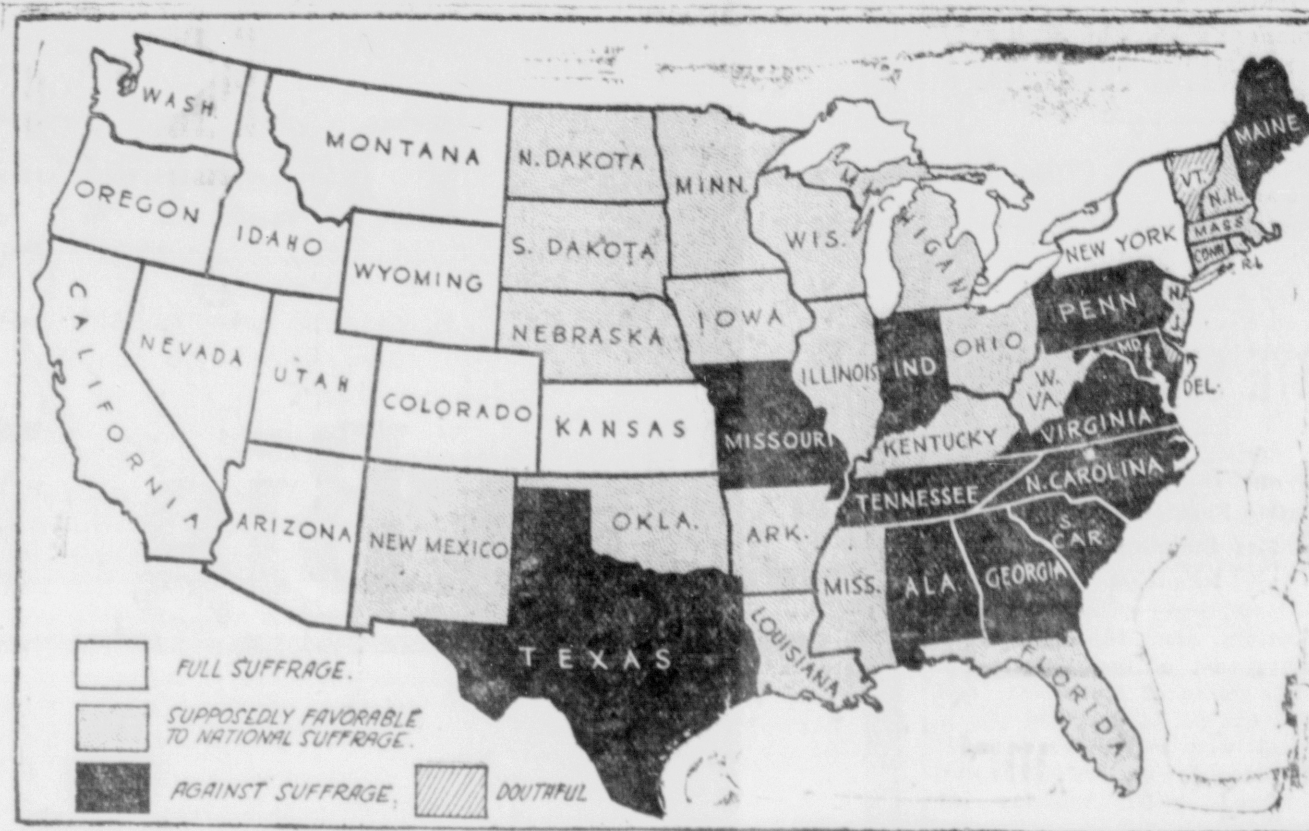 WASH
MONTANA
N. DAKOTA
MINN.
MAINE
OREGON
IDAHO
WYOMING
S. DAKOTA
WIS.
MICHIGAN
VT.
N.H.
NEW YORK
MASS
CONN
R.I.
CALIFORNIA
NEVADA
UTAH
COLORADO
NEBRASKA
IOWA
ILLINOIS
IND
OHIO
PENN
N.J.
MD.
DEL.
W.
VA.
VIRGINIA
KANSAS
MISSOURI
KENTUCKY
ARIZONA
NEW MEXICO
OKLA.
ARK.
TENNESSEE
N. CAROLINA
S.
CAR.
MISS.
ALA
GEORGIA
TEXAS
LOUISIANA
FLORIDA
FULL SUFFRAGE.
SUPPOSEDLY FAVORABLE
TO NATIONAL SUFFRAGE.
AGAINST SUFFRAGE.
DOUTHFUL